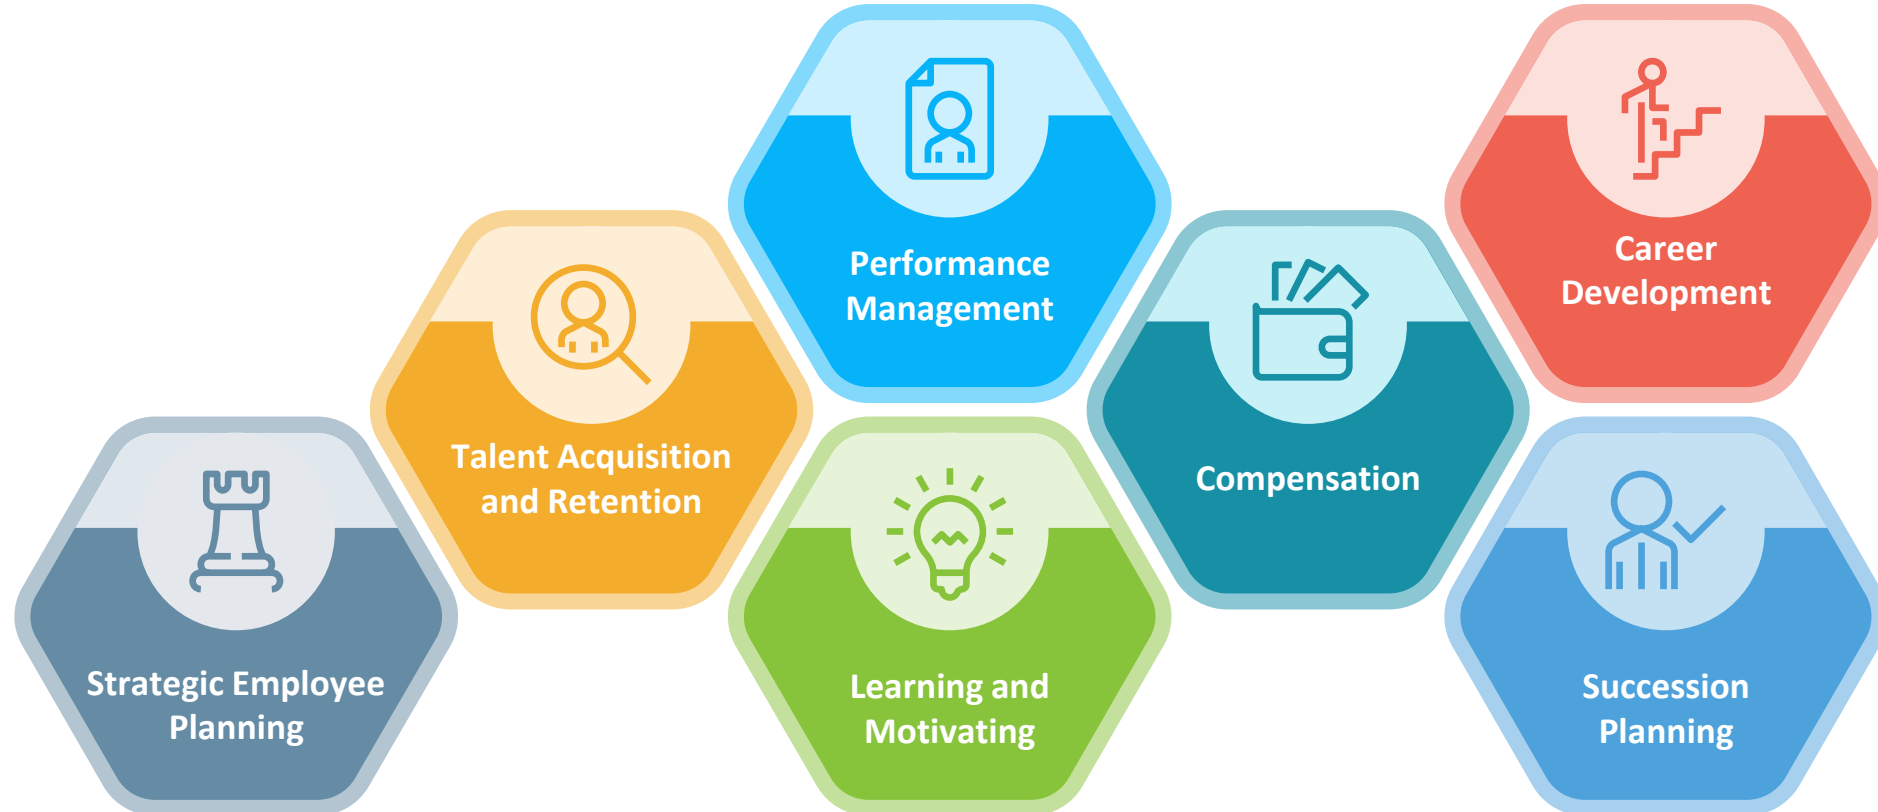 Strategic Employee
Planning
Talent Acquisition
and Retention
Performance
Management
Learning and
Motivating
Compensation
Career
Development
Succession
Planning